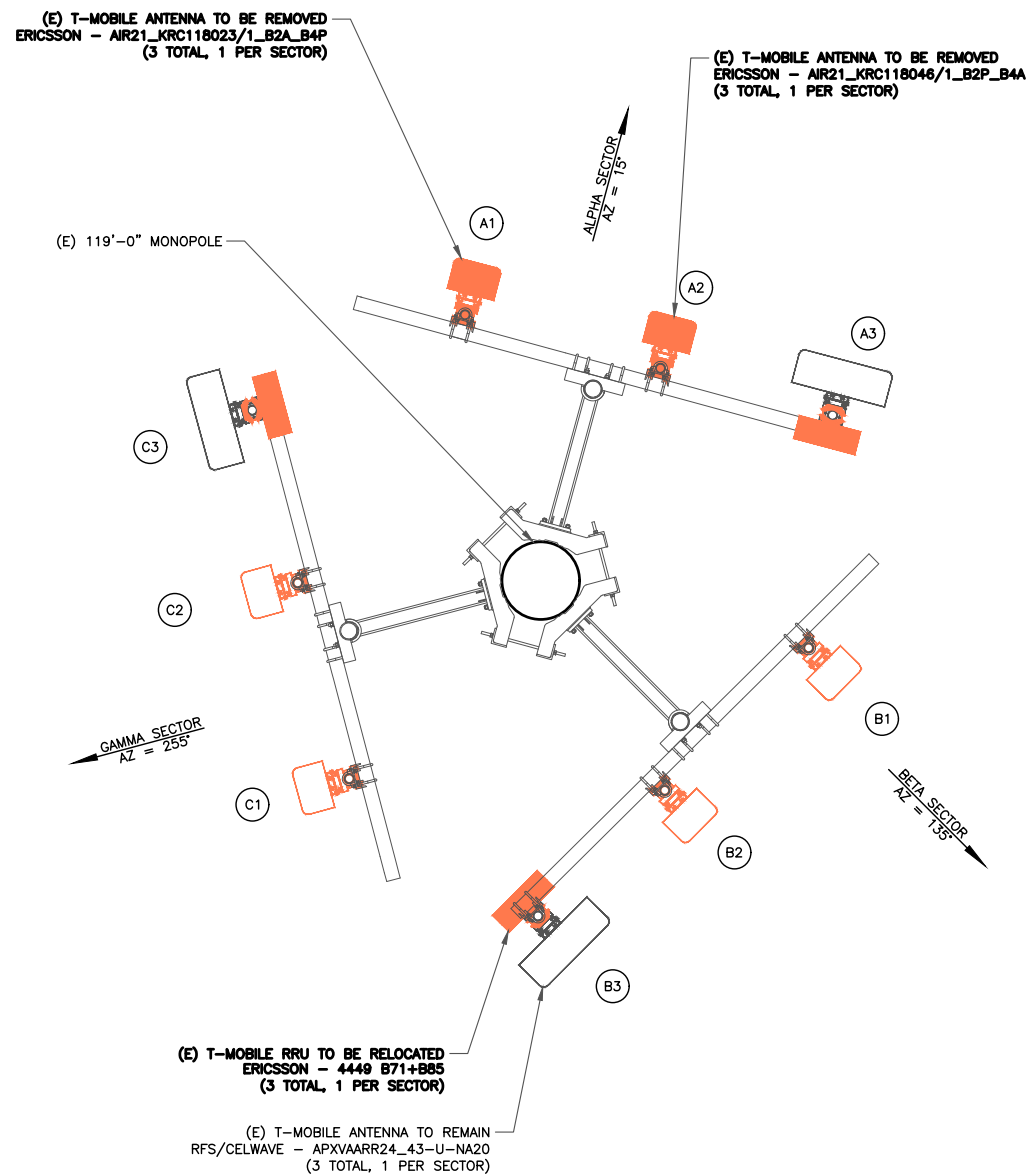 (E) T-MOBILE ANTENNA TO BE REMOVED
ERICSSON - AIR21_KRC118023/1_B2A_B4P
(3 TOTAL, 1 PER SECTOR)
(E) T-MOBILE ANTENNA TO BE REMOVED
ERICSSON - AIR21_KRC118046/1_B2P_B4A
(3 TOTAL, 1 PER SECTOR)
ALPHA SECTOR
AZ = 15°
A1
(E) 119'-0" MONOPOLE
A2
A3
C3
C2
B1
GAMMA SECTOR
AZ = 255°
C1
BETA SECTOR
AZ = 135°
B2
B3
(E) T-MOBILE RRU TO BE RELOCATED
ERICSSON - 4449 B71+B85
(3 TOTAL, 1 PER SECTOR)
(E) T-MOBILE ANTENNA TO REMAIN
RFS/CELWAVE - APXVAARR24_43-U-NA20
(3 TOTAL, 1 PER SECTOR)